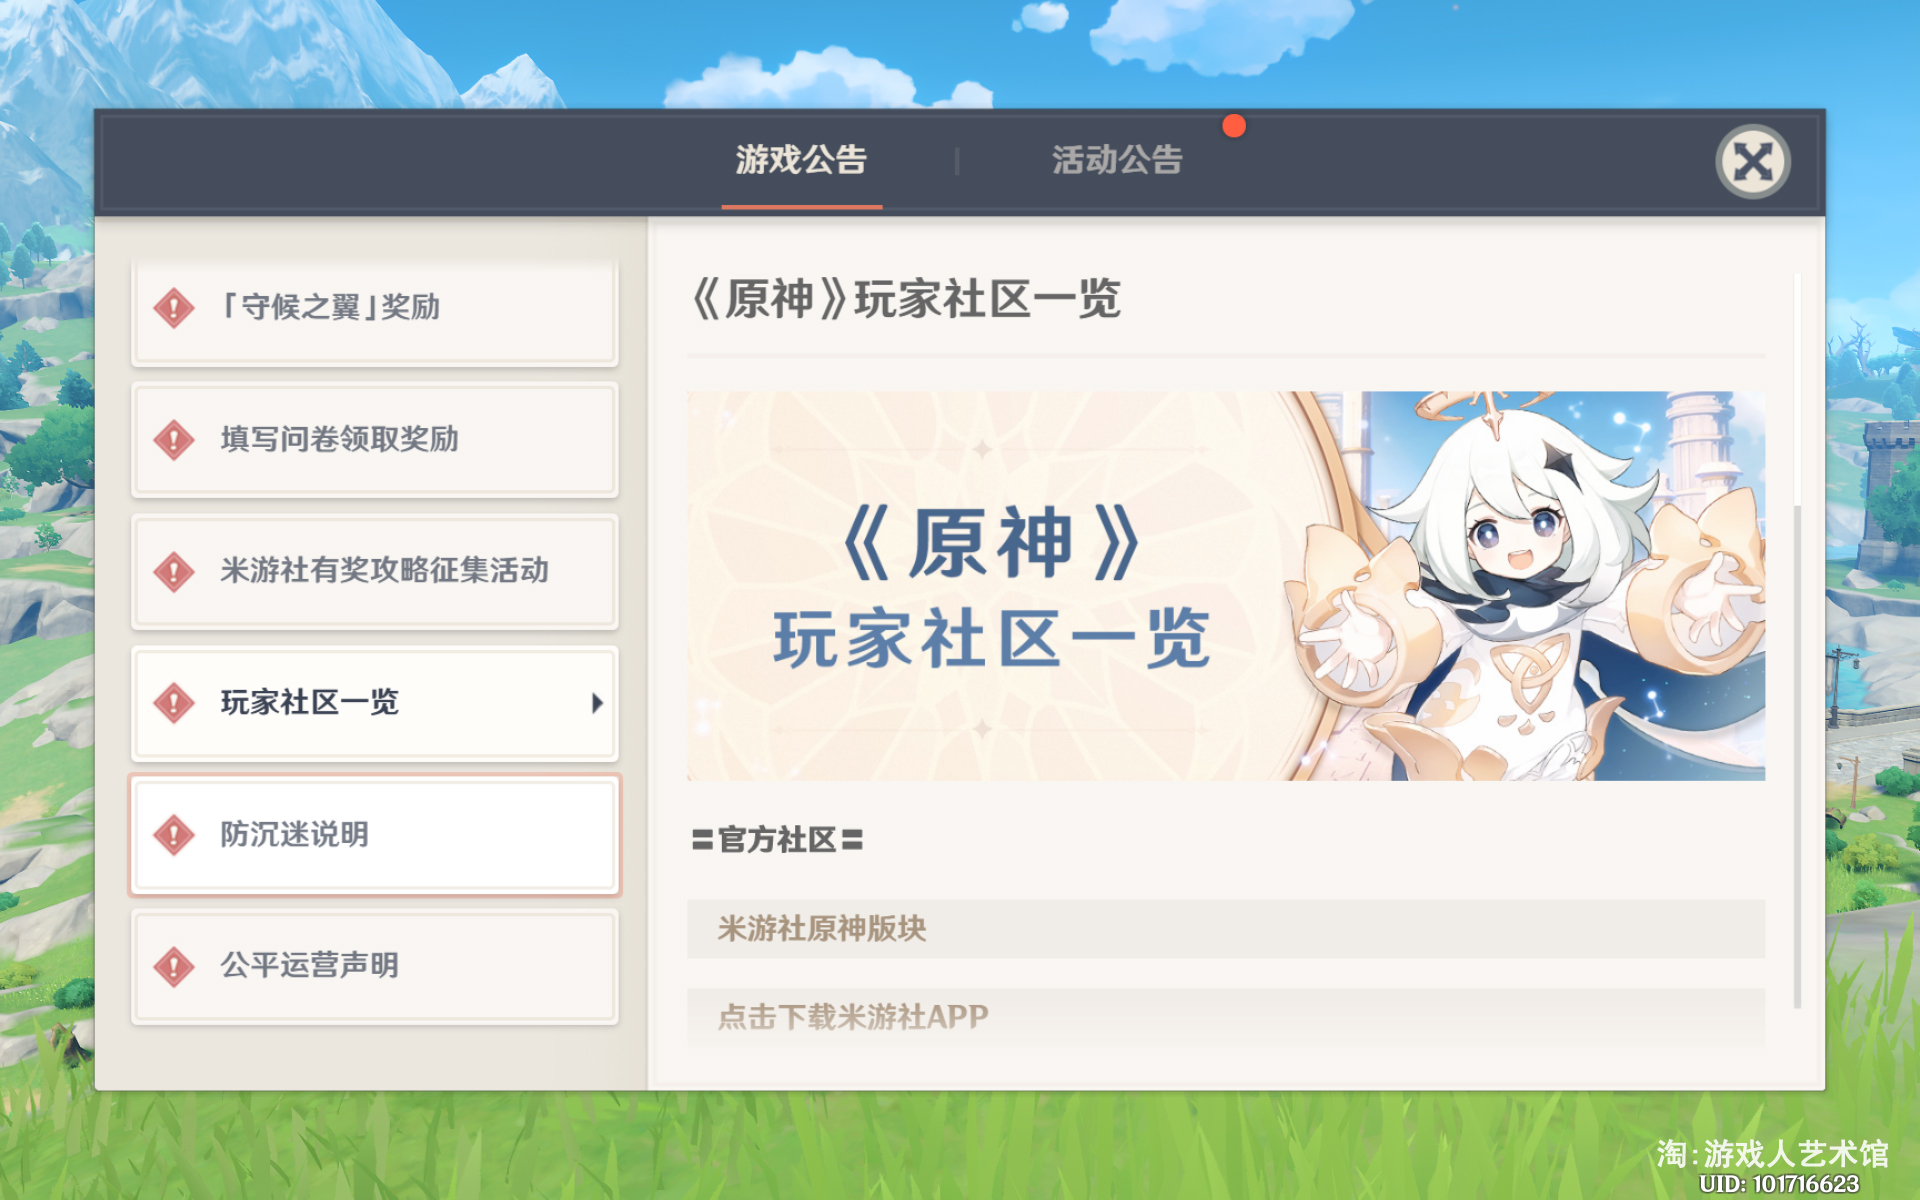 游戏公告
活动公告
「守候之翼」奖励
填写问卷领取奖励
米游社有奖攻略征集活动
玩家社区一览
防沉迷说明
公平运营声明
《原神》玩家社区一览
《原神》
玩家社区一览
〓官方社区〓
米游社原神版块
点击下载米游社APP
淘:游戏人艺术馆
UID: 101716623